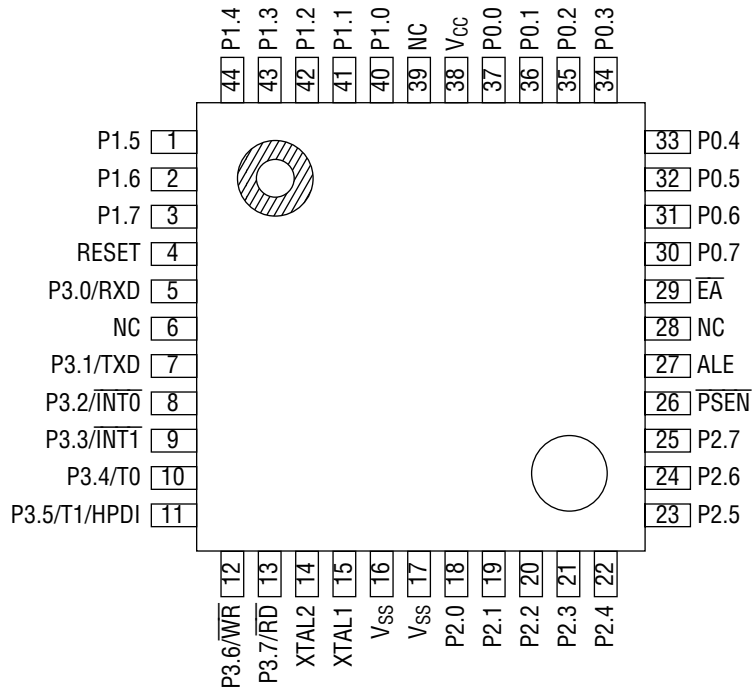 P1.4 P1.3 P1.2 P1.1 P1.0 NC VCC P0.0 P0.1 P0.2 P0.3
44 43 42 41 40 39 38 37 36 35 34
P1.5 1 33 P0.4
P1.6 2 32 P0.5
P1.7 3 31 P0.6
RESET 4 30 P0.7
P3.0/RXD 5 29 E̅A̅
NC 6 28 NC
P3.1/TXD 7 27 ALE
P3.2/I̅N̅T̅0̅ 8 26 P̅S̅E̅N̅
P3.3/I̅N̅T̅1̅ 9 25 P2.7
P3.4/T0 10 24 P2.6
P3.5/T1/HPDI 11 23 P2.5
12 13 14 15 16 17 18 19 20 21 22
P3.6/W̅R̅ P3.7/R̅D̅ XTAL2 XTAL1 VSS VSS P2.0 P2.1 P2.2 P2.3 P2.4